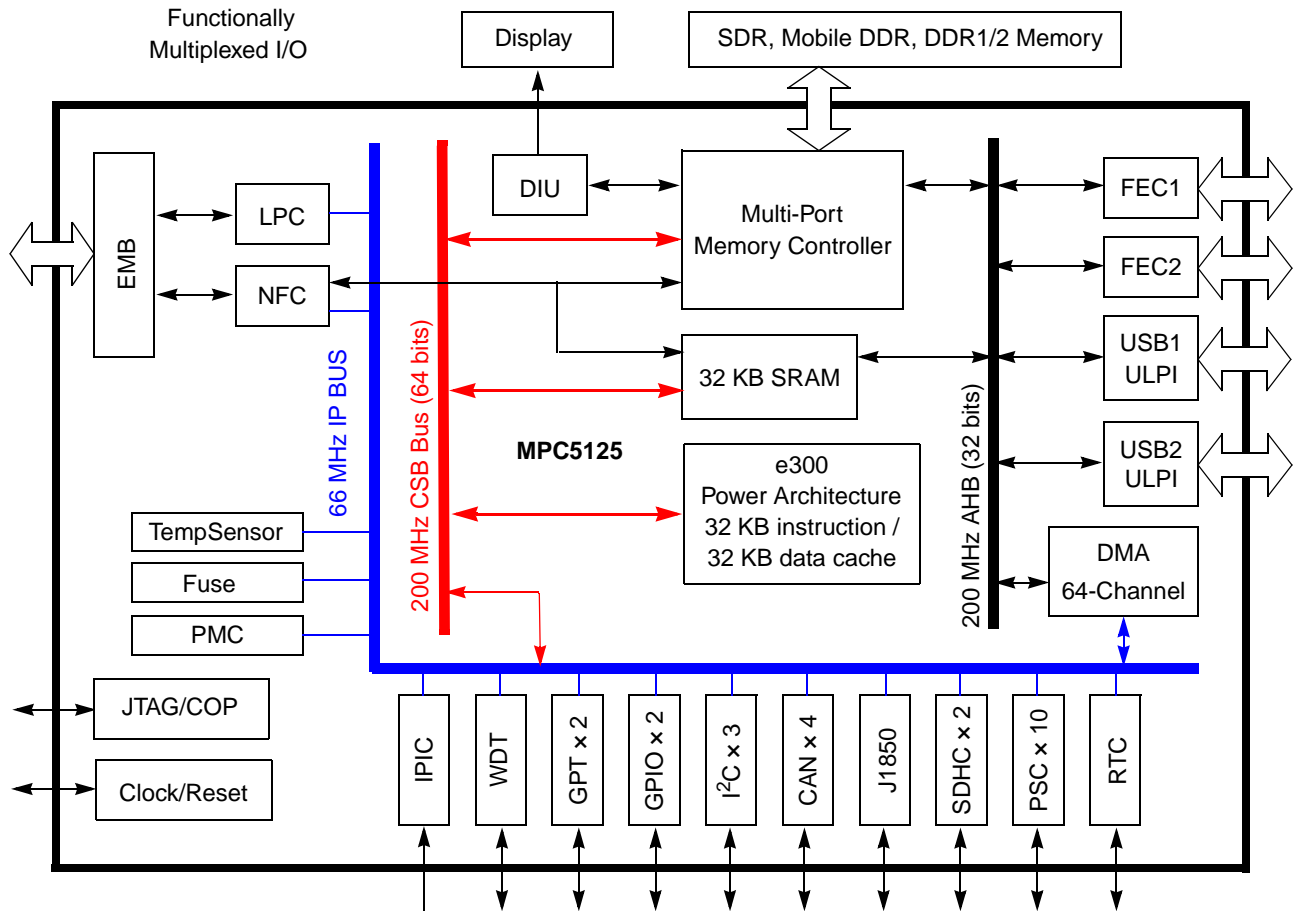 Functionally
Multiplexed I/O
Display
SDR, Mobile DDR, DDR1/2 Memory
EMB
LPC
NFC
DIU
Multi-Port
Memory Controller
FEC1
FEC2
USB1
ULPI
USB2
ULPI
32 KB SRAM
66 MHz IP BUS
200 MHz CSB Bus (64 bits)
MPC5125
e300
Power Architecture
32 KB instruction /
32 KB data cache
200 MHz AHB (32 bits)
DMA
64-Channel
TempSensor
Fuse
PMC
JTAG/COP
Clock/Reset
IPIC
WDT
GPT × 2
GPIO × 2
I²C × 3
CAN × 4
J1850
SDHC × 2
PSC × 10
RTC